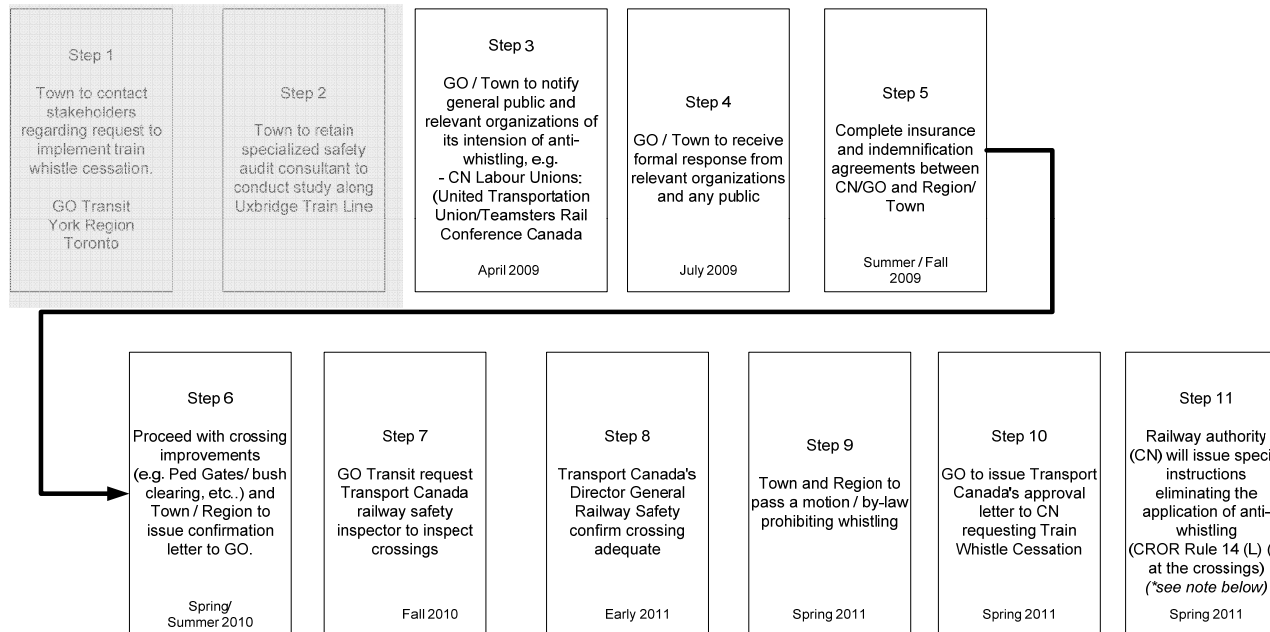 Step 1
Town to contact
stakeholders
regarding request to
implement train
whistle cessation.
GO Transit
York Region
Toronto
Step 2
Town to retain
specialized safety
audit consultant to
conduct study along
Uxbridge Train Line
Step 3
GO / Town to notify
general public and
relevant organizations of
its intension of anti-
whistling, e.g.
- CN Labour Unions:
(United Transportation
Union/Teamsters Rail
Conference Canada
April 2009
Step 4
GO / Town to receive
formal response from
relevant organizations
and any public
July 2009
Step 5
Complete insurance
and indemnification
agreements between
CN/GO and Region/
Town
Summer / Fall
2009
Step 6
Proceed with crossing
improvements
(e.g. Ped Gates/ bush
clearing, etc..) and
Town / Region to
issue confirmation
letter to GO.
Spring/
Summer 2010
Step 7
GO Transit request
Transport Canada
railway safety
inspector to inspect
crossings
Fall 2010
Step 8
Transport Canada's
Director General
Railway Safety
confirm crossing
adequate
Early 2011
Step 9
Town and Region to
pass a motion / by-law
prohibiting whistling
Spring 2011
Step 10
GO to issue Transport
Canada's approval
letter to CN
requesting Train
Whistle Cessation
Spring 2011
Step 11
Railway authority
(CN) will issue speci
instructions
eliminating the
application of anti-
whistling
(CROR Rule 14 (L) (
at the crossings)
(*see note below)
Spring 2011